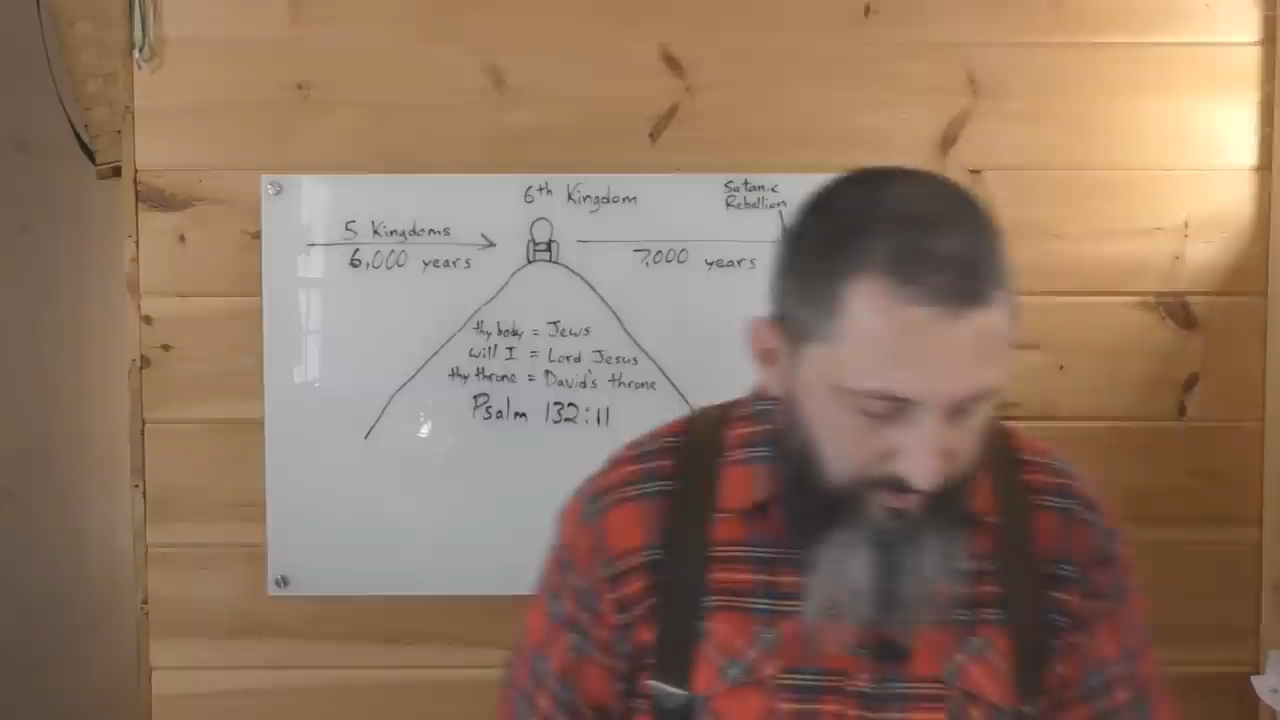 6th Kingdom
Satanic
Rebellion
5 Kingdoms
6,000 years
7,000 years
thy body = Jews
will I = Lord Jesus
thy throne = David's throne
Psalm 132:11